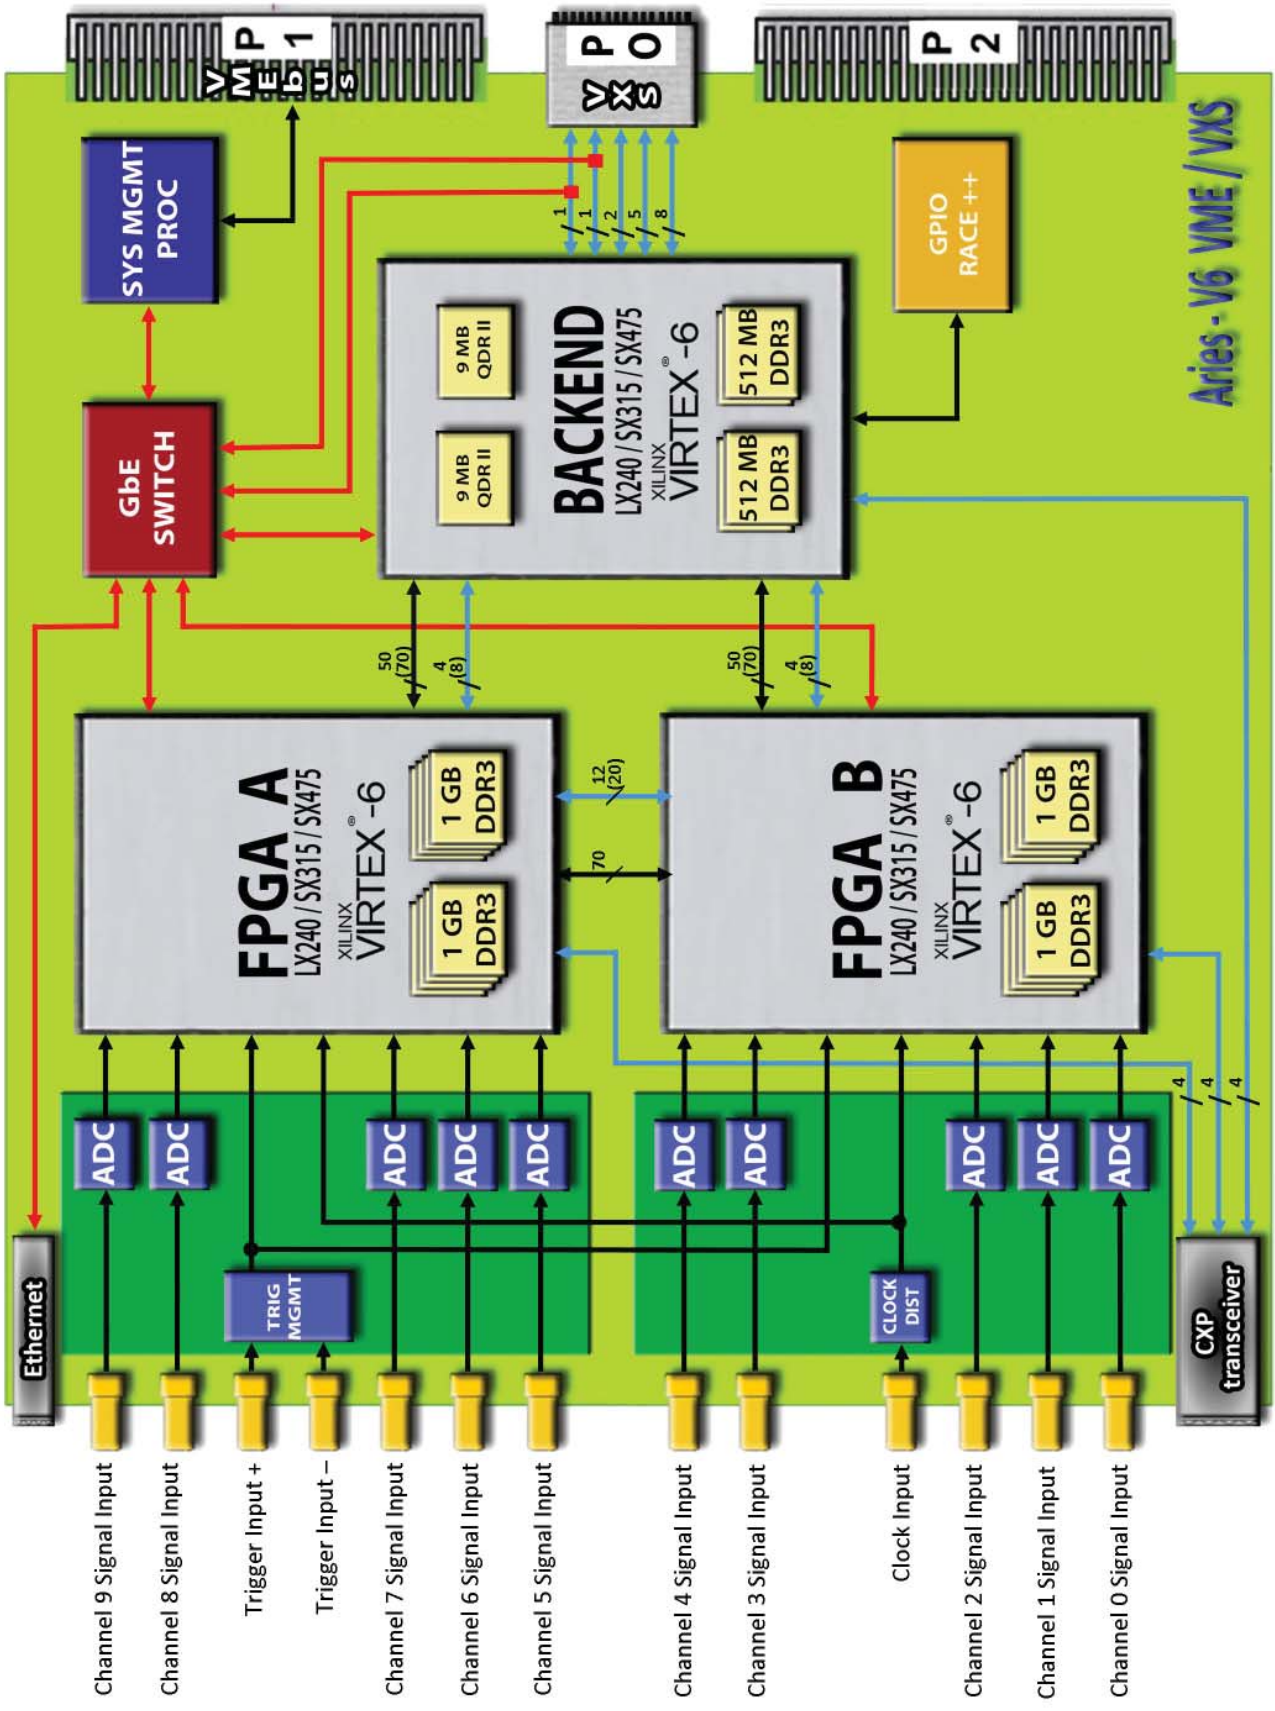 Ethernet
Channel 9 Signal Input
Channel 8 Signal Input
Trigger Input +
Trigger Input –
Channel 7 Signal Input
Channel 6 Signal Input
Channel 5 Signal Input
Channel 4 Signal Input
Channel 3 Signal Input
Clock Input
Channel 2 Signal Input
Channel 1 Signal Input
Channel 0 Signal Input
CXP
transceiver
ADC
ADC
TRIG
MGMT
ADC
ADC
ADC
ADC
ADC
CLOCK
DIST
ADC
ADC
ADC
4
4
4
FPGA A
LX240 / SX315 / SX475
XILINX
VIRTEX®-6
1 GB
DDR3
1 GB
DDR3
70
12
(20)
FPGA B
LX240 / SX315 / SX475
XILINX
VIRTEX®-6
1 GB
DDR3
1 GB
DDR3
50
(70)
4
(8)
50
(70)
4
(8)
GbE
SWITCH
SYS MGMT
PROC
9 MB
QDR II
9 MB
QDR II
BACKEND
LX240 / SX315 / SX475
XILINX
VIRTEX®-6
512 MB
DDR3
512 MB
DDR3
1
1
2
5
8
GPIO
RACE ++
VMEbus
P1
VXS
P0
P2
Aries - V6 VME / VXS